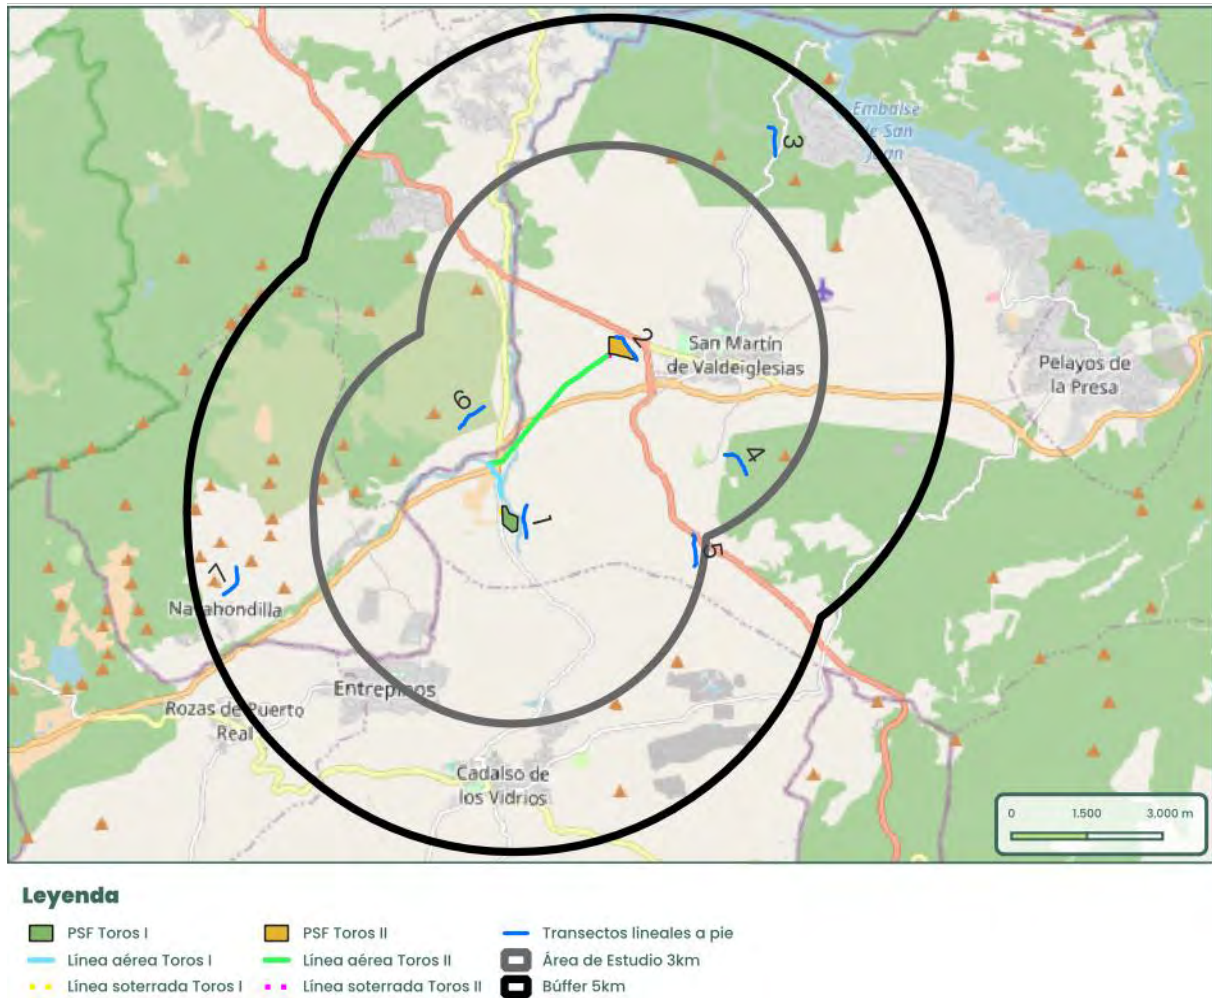 Embalse
de San
Juan
3
2
San Martín
de Valdeiglesias
Pelayos de
la Presa
6
4
1
5
7
Navahondilla
Entrepinos
Rozas de Puerto
Real
Cadalso de
los Vidrios
0 1.500 3.000 m
Leyenda
PSF Toros I
PSF Toros II
Transectos lineales a pie
Línea aérea Toros I
Línea aérea Toros II
Área de Estudio 3km
Línea soterrada Toros I
Línea soterrada Toros II
Búffer 5km